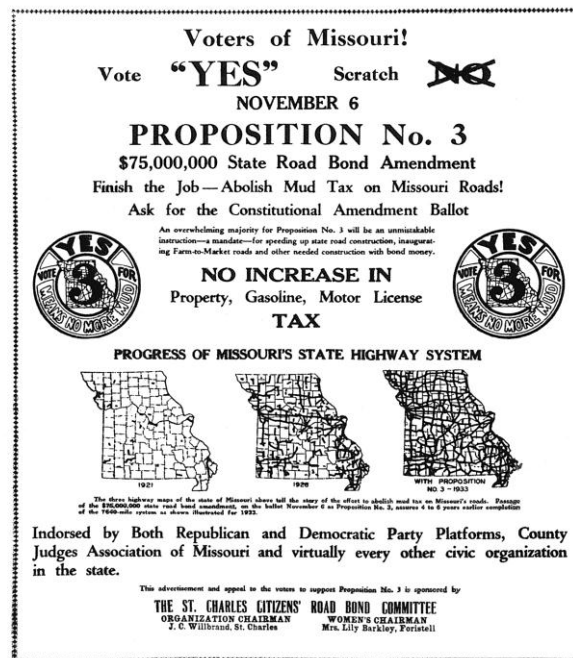 Voters of Missouri!
Vote "YES" Scratch NO
NOVEMBER 6
PROPOSITION No. 3
$75,000,000 State Road Bond Amendment
Finish the Job — Abolish Mud Tax on Missouri Roads!
Ask for the Constitutional Amendment Ballot
An overwhelming majority for Proposition No. 3 will be an unmistakable
instruction—a mandate—for speeding up state road construction, inaugurat-
ing Farm-to-Market roads and other needed construction with bond money.
YES
VOTE 3 FOR
MEANS NO MORE MUD
NO INCREASE IN
Property, Gasoline, Motor License
TAX
YES
VOTE 3 FOR
MEANS NO MORE MUD
PROGRESS OF MISSOURI'S STATE HIGHWAY SYSTEM
1921
1928
WITH PROPOSITION
NO. 3 - 1933
The three highway maps of the state of Missouri above tell the story of the effort to abolish mud tax on Missouri's roads. Passage
of the $75,000,000 state road bond amendment, on the ballot November 6 as Proposition No. 3, assures 4 to 6 years earlier completion
of the 7640-mile system as shown illustrated for 1933.
Indorsed by Both Republican and Democratic Party Platforms, County
Judges Association of Missouri and virtually every other civic organization
in the state.
This advertisement and appeal to the voters to support Proposition No. 3 is sponsored by
THE ST. CHARLES CITIZENS' ROAD BOND COMMITTEE
ORGANIZATION CHAIRMAN WOMEN'S CHAIRMAN
J. C. Willbrand, St. Charles Mrs. Lily Barkley, Foristell